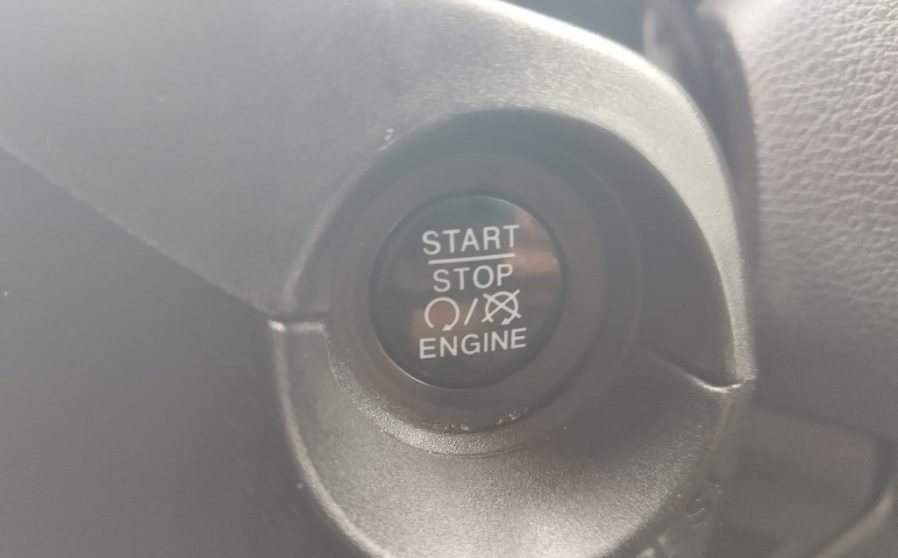 START
STOP
/
ENGINE